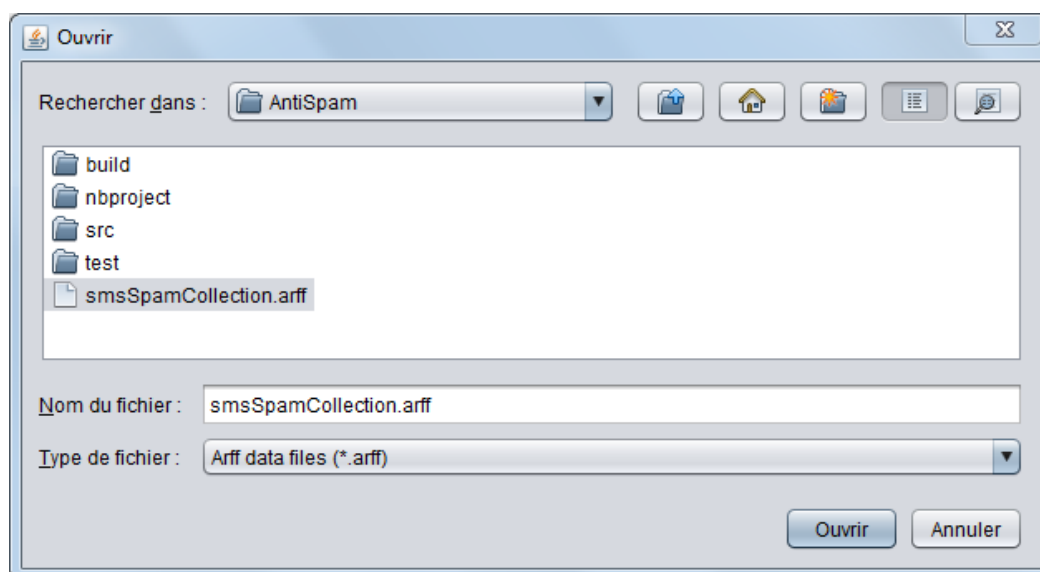 Ouvrir
Rechercher dans : AntiSpam
build
nbproject
src
test
smsSpamCollection.arff
Nom du fichier : smsSpamCollection.arff
Type de fichier : Arff data files (*.arff)
Ouvrir Annuler